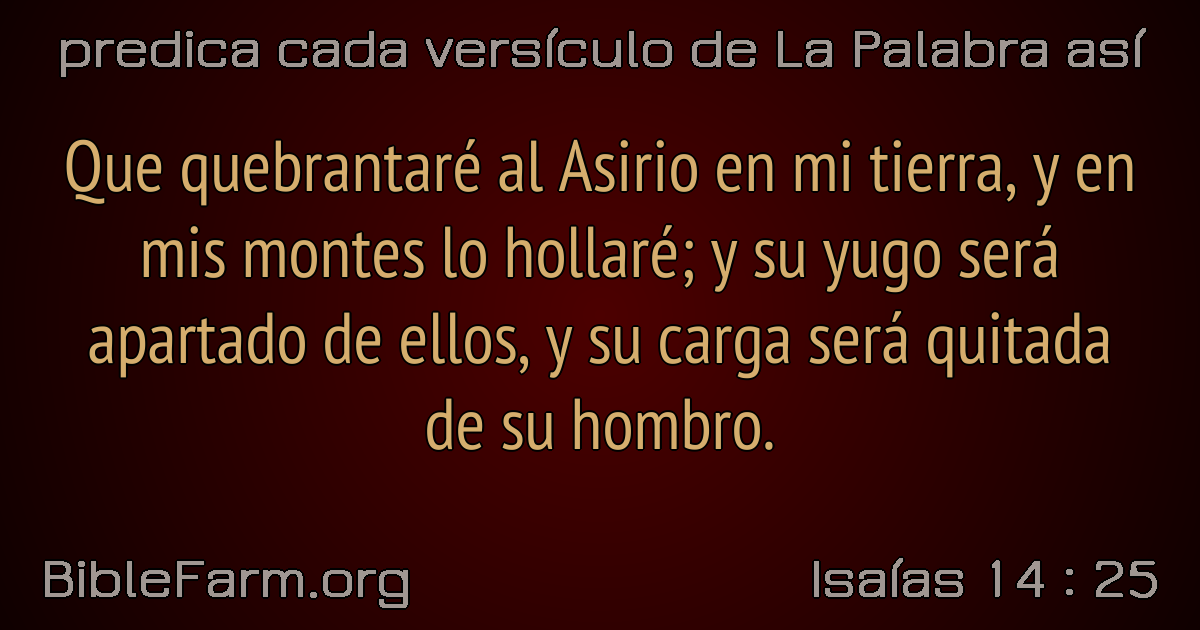 predica cada versículo de La Palabra así
Que quebrantaré al Asirio en mi tierra, y en
mis montes lo hollaré; y su yugo será
apartado de ellos, y su carga será quitada
de su hombro.
BibleFarm.org
Isaías 14 : 25